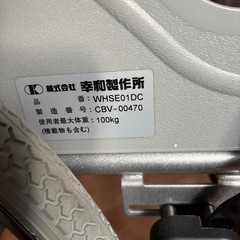 K 株式会社 幸和製作所
品 番：WHSE01DC
製 造 番 号：CBV-00470
使用者最大体重：100kg
(積載物も含む)